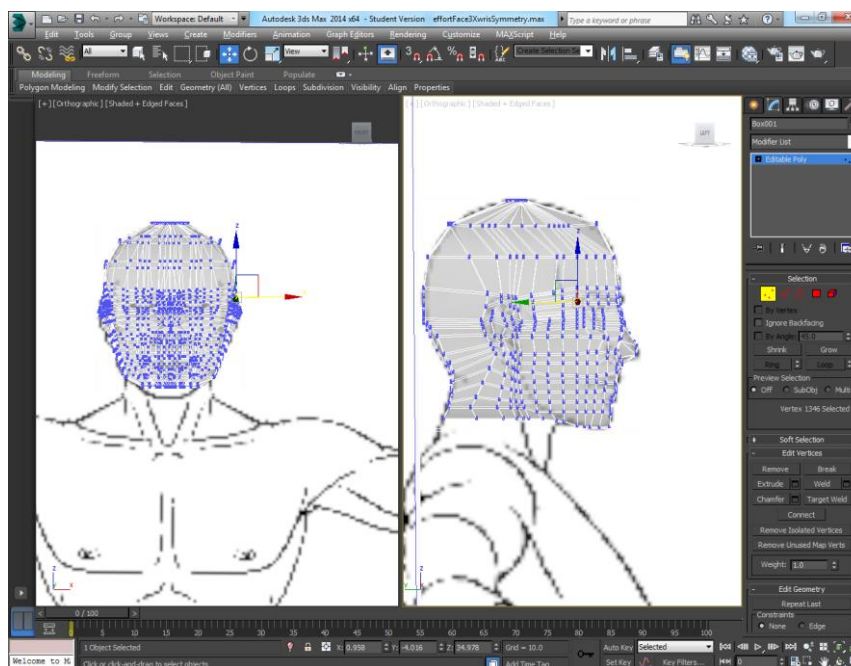 Workspace: Default
Autodesk 3ds Max 2014 x64 - Student Version effortFace3XwrisSymmetry.max
Type a keyword or phrase
Edit Tools Group Views Create Modifiers Animation Graph Editors Rendering Customize MAXScript Help
All
View
Create Selection Se
Modeling Freeform Selection Object Paint Populate
Polygon Modeling Modify Selection Edit Geometry (All) Vertices Loops Subdivision Visibility Align Properties
[ + ] [Orthographic ] [Shaded + Edged Faces ]
[ + ] [Orthographic ] [Shaded + Edged Faces ]
LEFT
Box001
Modifier List
Editable Poly
z
z
Selection
By Vertex
Ignore Backfacing
By Angle: 45.0
Shrink Grow
Ring Loop
Preview Selection
Off SubObj Multi
Vertex 1346 Selected
Soft Selection
Edit Vertices
Remove Break
Extrude Weld
Chamfer Target Weld
Connect
Remove Isolated Vertices
Remove Unused Map Verts
Weight: 1.0
Edit Geometry
Repeat Last
Constraints
None Edge
0 / 100
5 10 15 20 25 30 35 40 45 50 55 60 65 70 75 80 85 90 95 100
1 Object Selected
X: 0.958 Y: -4.016 Z: 34.978 Grid = 10.0
Auto Key Selected
Welcome to M
Click or click-and-drag to select objects
Add Time Tag
Set Key Key Filters...